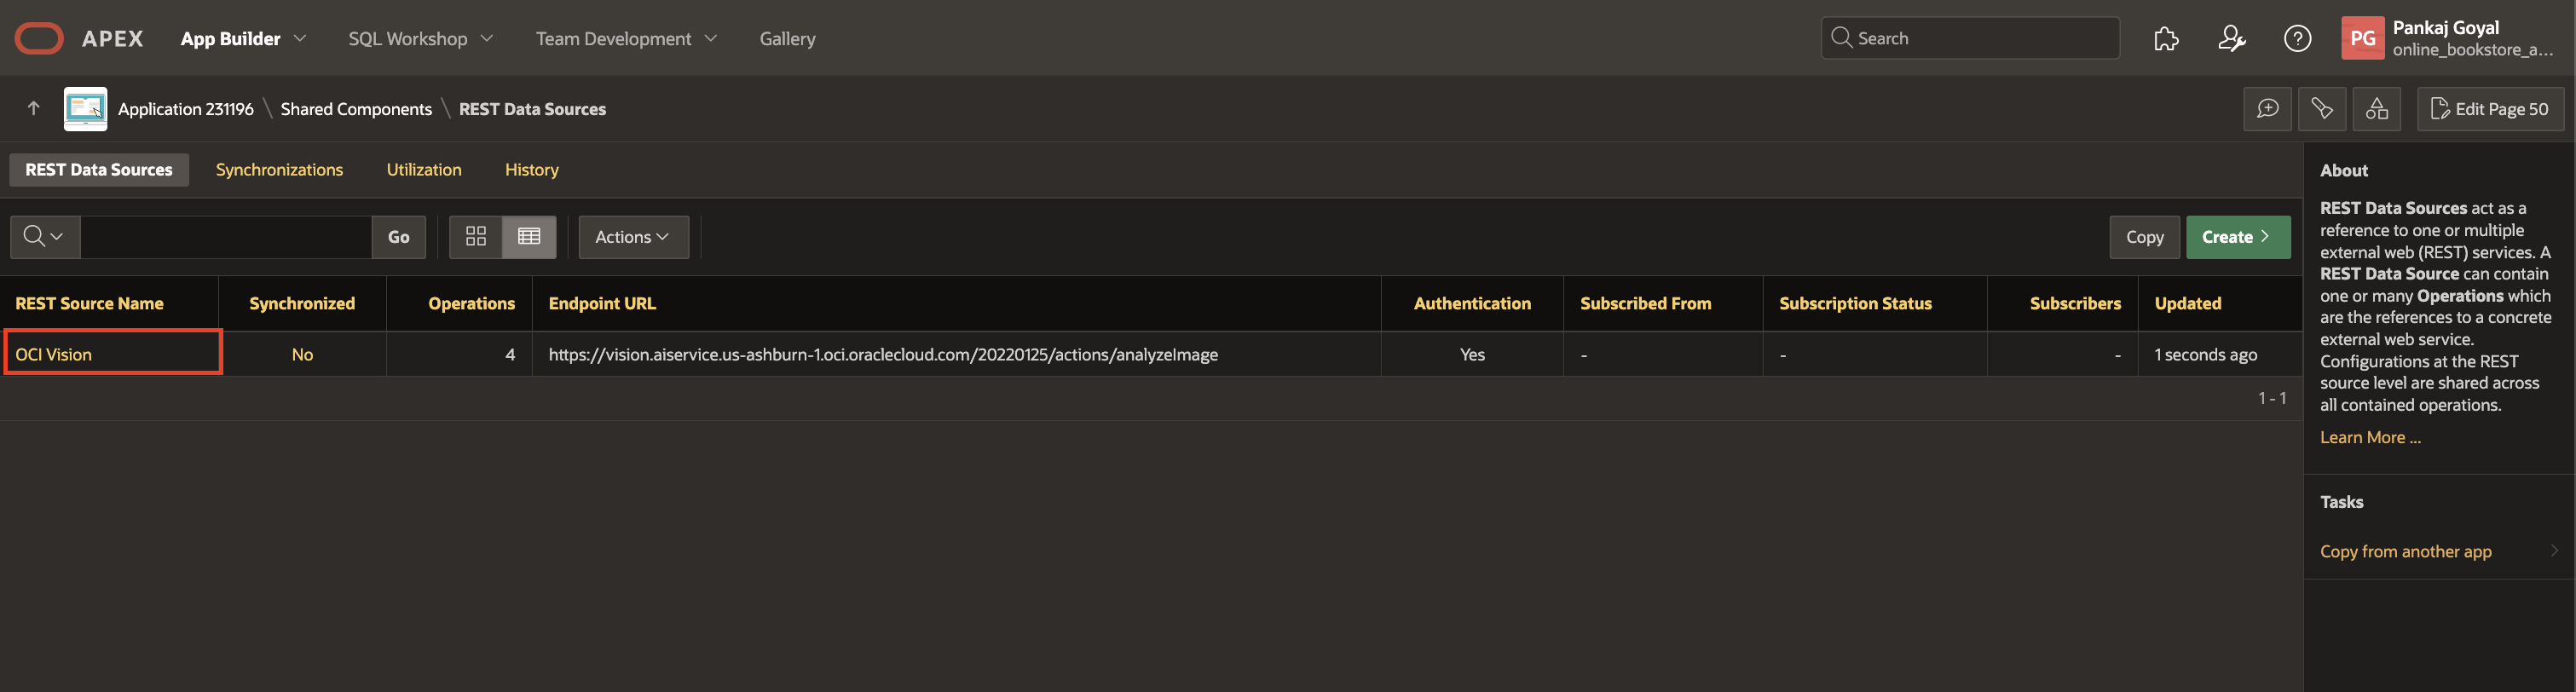 APEX App Builder SQL Workshop Team Development Gallery Search ? PG Pankaj Goyal
online_bookstore_a...
Application 231196 \ Shared Components \ REST Data Sources Edit Page 50
REST Data Sources Synchronizations Utilization History
Go Actions Copy Create
REST Source Name Synchronized Operations Endpoint URL Authentication Subscribed From Subscription Status Subscribers Updated
OCI Vision No 4 https://vision.aiservice.us-ashburn-1.oci.oraclecloud.com/20220125/actions/analyzeImage Yes - - - 1 seconds ago
1 - 1
About
REST Data Sources act as a
reference to one or multiple
external web (REST) services. A
REST Data Source can contain
one or many Operations which
are the references to a concrete
external web service.
Configurations at the REST
source level are shared across
all contained operations.
Learn More ...
Tasks
Copy from another app